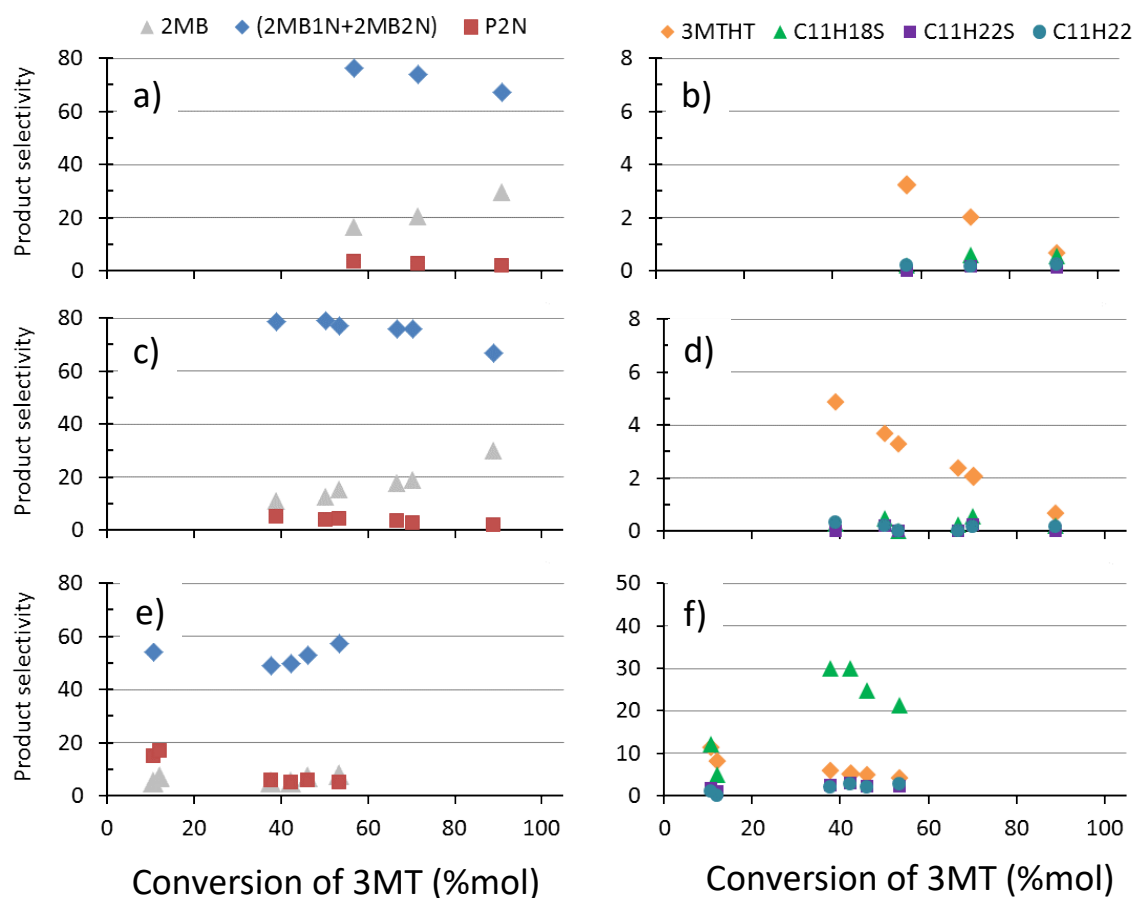 2MB (2MB1N+2MB2N) P2N
3MTHT C11H18S C11H22S C11H22
Product selectivity
80
60
40
20
0
a)
8
6
4
2
0
b)
Product selectivity
80
60
40
20
0
c)
8
6
4
2
0
d)
Product selectivity
80
60
40
20
0
e)
50
40
30
20
10
0
f)
0 20 40 60 80 100
0 20 40 60 80 100
Conversion of 3MT (%mol)
Conversion of 3MT (%mol)